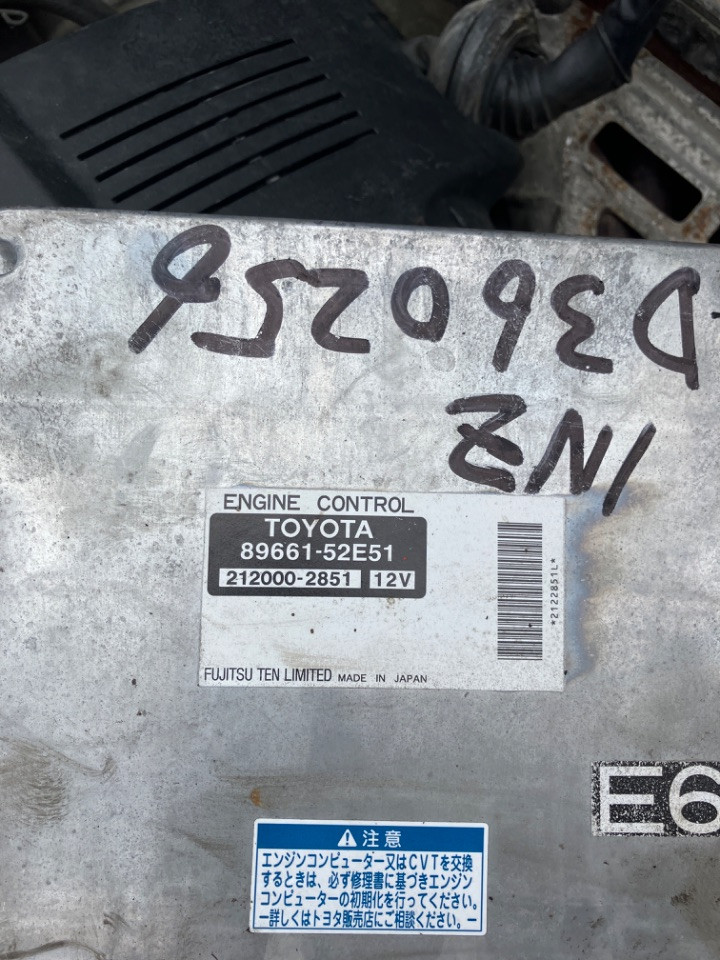 D360256
1NZ
ENGINE CONTROL
TOYOTA
89661-52E51
212000-2851 12V
*2122851L*
FUJITSU TEN LIMITED MADE IN JAPAN
E6
注意
エンジンコンピューター又はCVTを交換
するときは、必ず修理書に基づきエンジン
コンピューターの初期化を行ってください。
ー詳しくはトヨタ販売店にご相談ください。ー